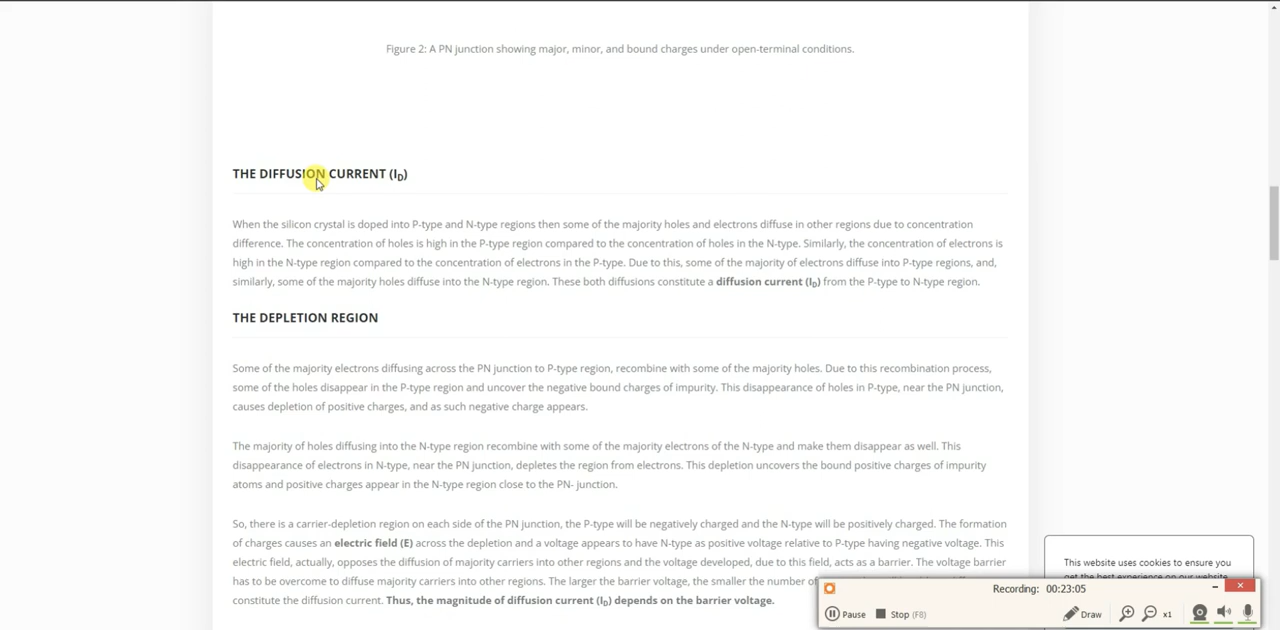 Figure 2: A PN junction showing major, minor, and bound charges under open-terminal conditions.
THE DIFFUSION CURRENT (ID)
When the silicon crystal is doped into P-type and N-type regions then some of the majority holes and electrons diffuse in other regions due to concentration
difference. The concentration of holes is high in the P-type region compared to the concentration of holes in the N-type. Similarly, the concentration of electrons is
high in the N-type region compared to the concentration of electrons in the P-type. Due to this, some of the majority of electrons diffuse into P-type regions, and,
similarly, some of the majority holes diffuse into the N-type region. These both diffusions constitute a diffusion current (ID) from the P-type to N-type region.
THE DEPLETION REGION
Some of the majority electrons diffusing across the PN junction to P-type region, recombine with some of the majority holes. Due to this recombination process,
some of the holes disappear in the P-type region and uncover the negative bound charges of impurity. This disappearance of holes in P-type, near the PN junction,
causes depletion of positive charges, and as such negative charge appears.
The majority of holes diffusing into the N-type region recombine with some of the majority electrons of the N-type and make them disappear as well. This
disappearance of electrons in N-type, near the PN junction, depletes the region from electrons. This depletion uncovers the bound positive charges of impurity
atoms and positive charges appear in the N-type region close to the PN- junction.
So, there is a carrier-depletion region on each side of the PN junction, the P-type will be negatively charged and the N-type will be positively charged. The formation
of charges causes an electric field (E) across the depletion and a voltage appears to have N-type as positive voltage relative to P-type having negative voltage. This
electric field, actually, opposes the diffusion of majority carriers into other regions and the voltage developed, due to this field, acts as a barrier. The voltage barrier
has to be overcome to diffuse majority carriers into other regions. The larger the barrier voltage, the smaller the number of
constitute the diffusion current. Thus, the magnitude of diffusion current (ID) depends on the barrier voltage.
This website uses cookies to ensure you
get the best experience on our website
Recording: 00:23:05
Pause Stop (F8) Draw x1